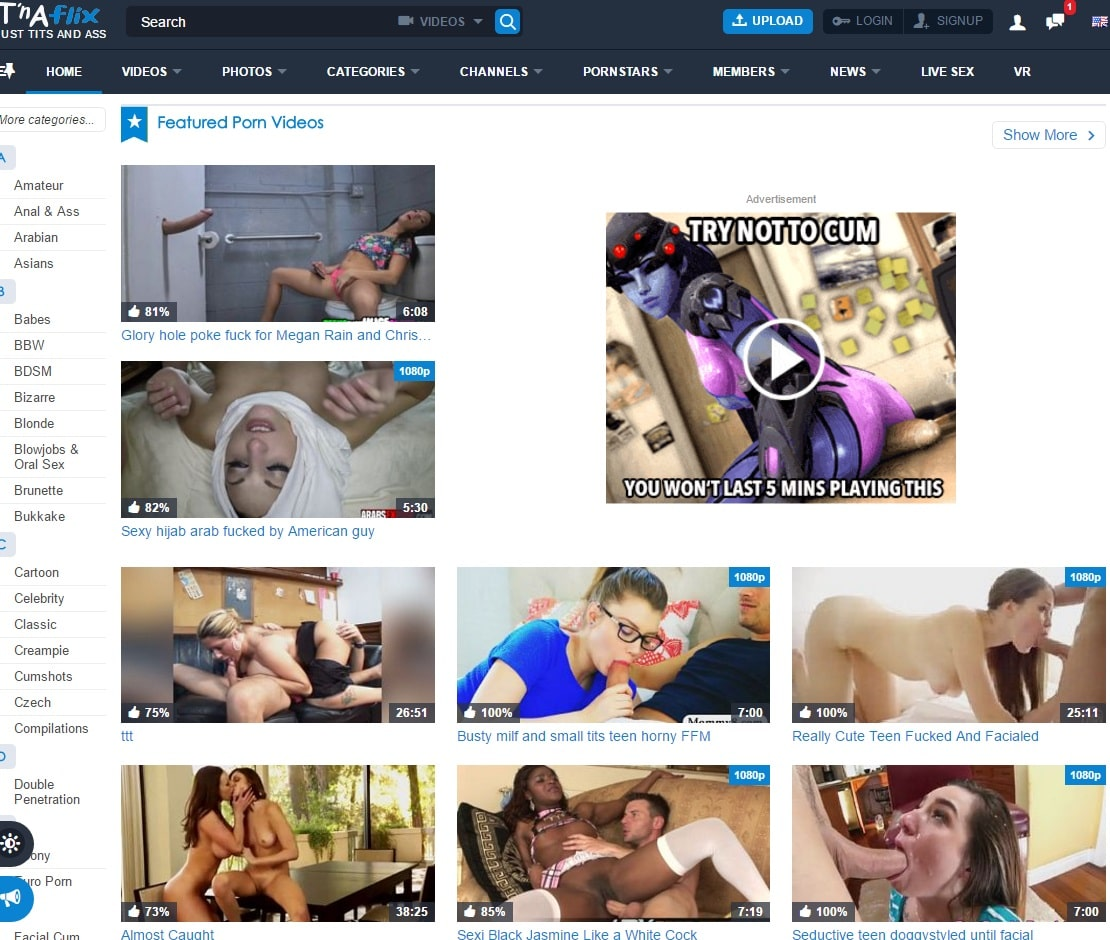 T'nAflix
UST TITS AND ASS
Search
VIDEOS
UPLOAD
LOGIN
SIGNUP
1
HOME
VIDEOS
PHOTOS
CATEGORIES
CHANNELS
PORNSTARS
MEMBERS
NEWS
LIVE SEX
VR
More categories...
A
Amateur
Anal & Ass
Arabian
Asians
B
Babes
BBW
BDSM
Bizarre
Blonde
Blowjobs &
Oral Sex
Brunette
Bukkake
C
Cartoon
Celebrity
Classic
Creampie
Cumshots
Czech
Compilations
D
Double
Penetration
ony
uro Porn
Facial Cum
Featured Porn Videos
Show More
81%
6:08
Glory hole poke fuck for Megan Rain and Chris...
Advertisement
TRY NOT TO CUM
YOU WON'T LAST 5 MINS PLAYING THIS
1080p
82%
5:30
Sexy hijab arab fucked by American guy
75%
26:51
ttt
1080p
100%
7:00
Busty milf and small tits teen horny FFM
1080p
100%
25:11
Really Cute Teen Fucked And Facialed
73%
38:25
Almost Caught
1080p
85%
7:19
Sexi Black Jasmine Like a White Cock
1080p
100%
7:00
Seductive teen doggystyled until facial